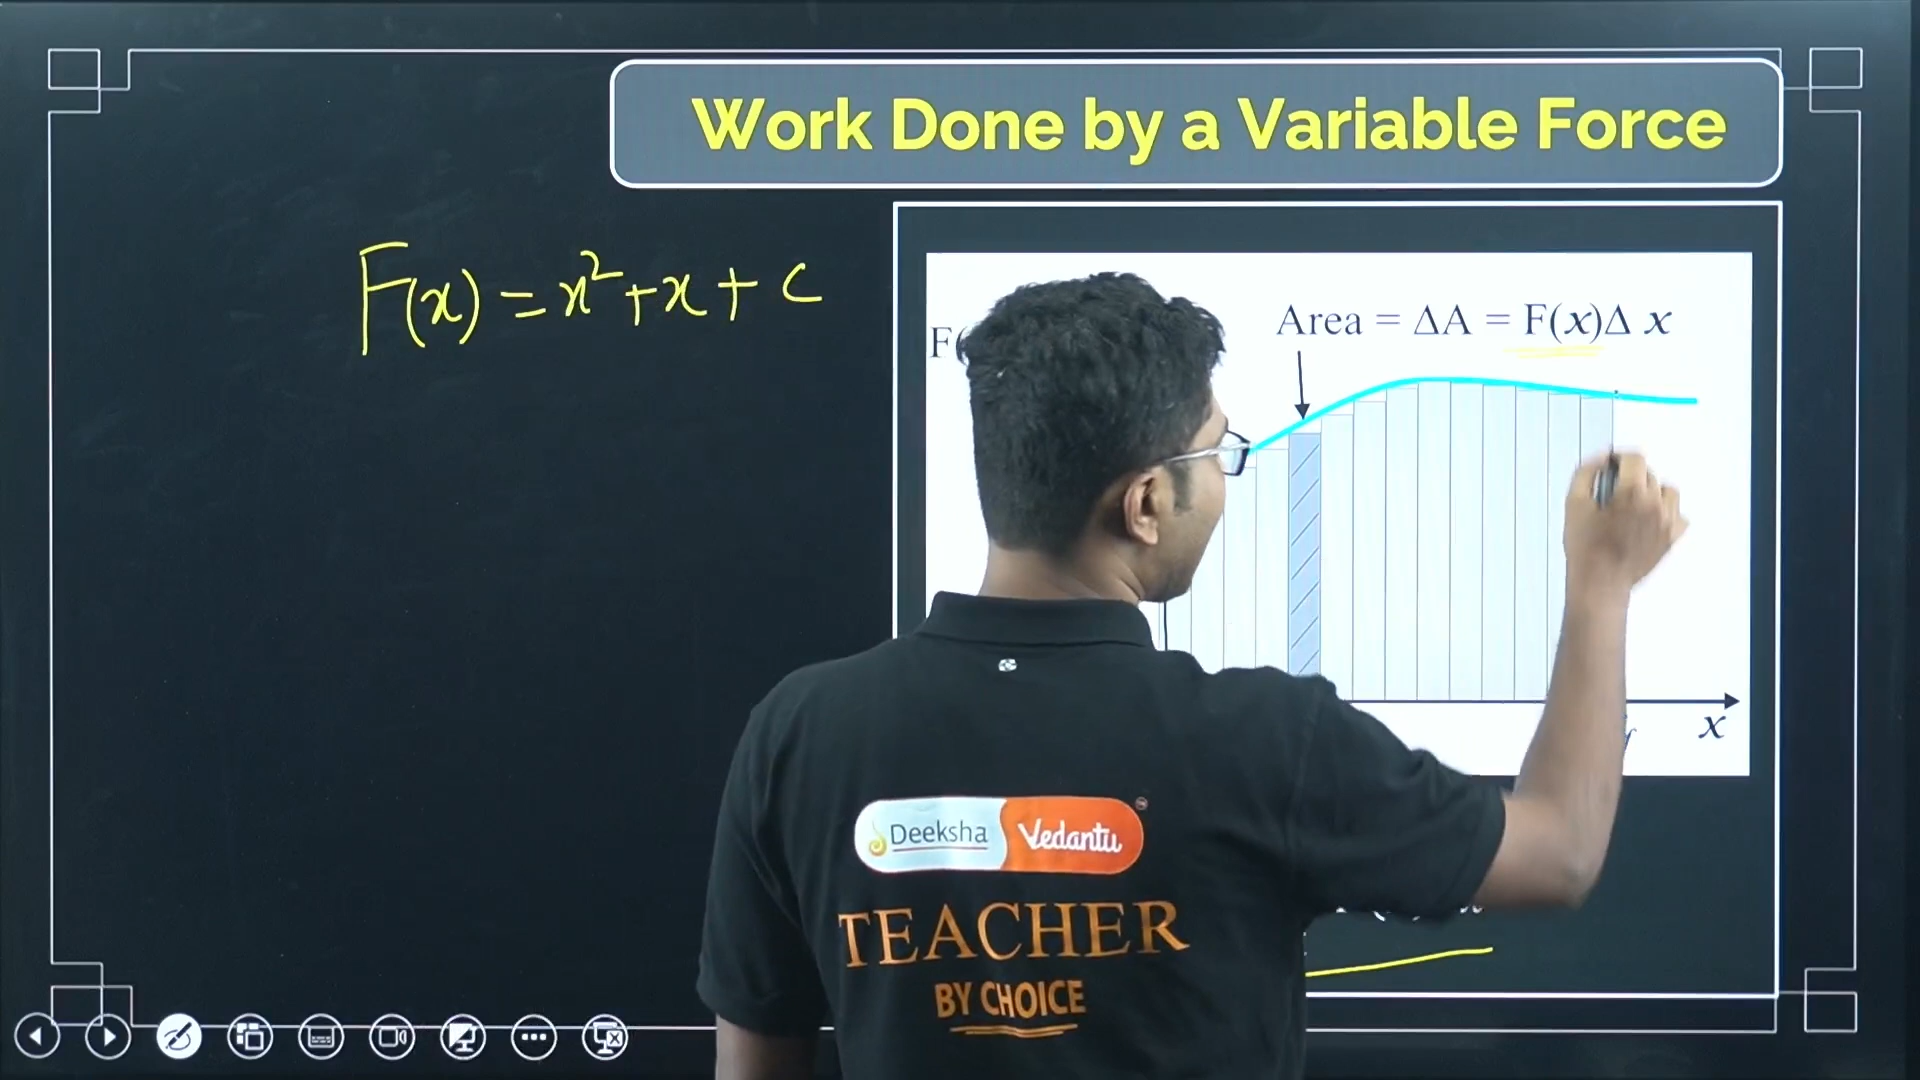 Work Done by a Variable Force
F(x) = x² + x + c
Area = ΔA = F(x)Δ x
x
Deeksha Vedantu
TEACHER
BY CHOICE